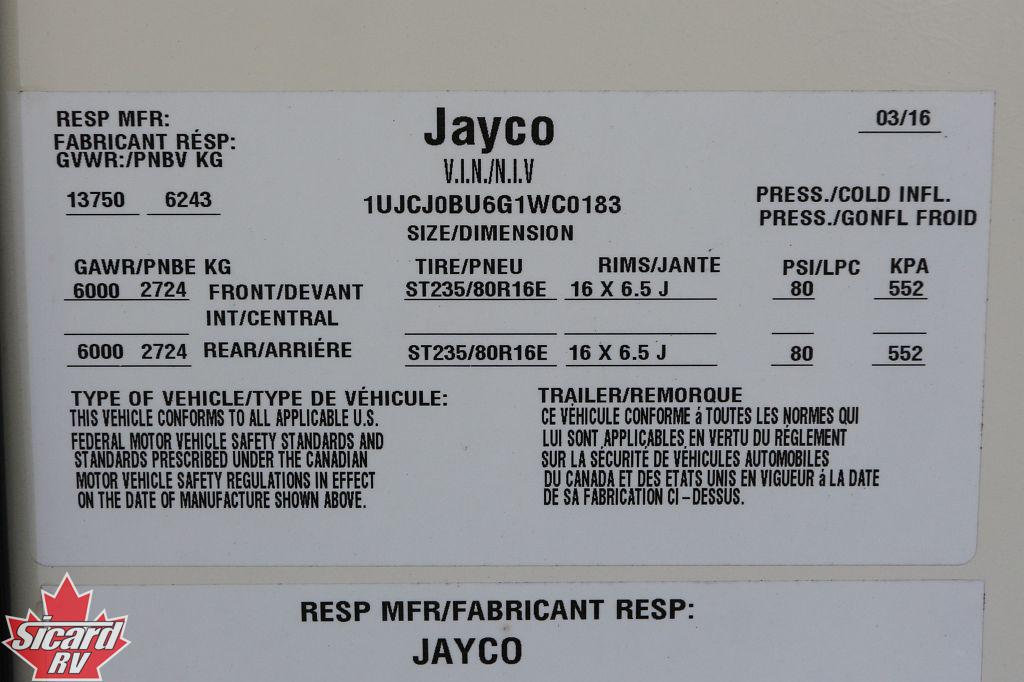 RESP MFR:
FABRICANT RÉSP:
GVWR:/PNBV KG
Jayco
03/16
V.I.N./N.I.V
13750 6243
1UJCJ0BU6G1WC0183
PRESS./COLD INFL.
PRESS./GONFL FROID
SIZE/DIMENSION
GAWR/PNBE KG TIRE/PNEU RIMS/JANTE PSI/LPC KPA
6000 2724 FRONT/DEVANT ST235/80R16E 16 X 6.5 J 80 552
INT/CENTRAL
6000 2724 REAR/ARRIÉRE ST235/80R16E 16 X 6.5 J 80 552
TYPE OF VEHICLE/TYPE DE VÉHICULE:
THIS VEHICLE CONFORMS TO ALL APPLICABLE U.S.
FEDERAL MOTOR VEHICLE SAFETY STANDARDS AND
STANDARDS PRESCRIBED UNDER THE CANADIAN
MOTOR VEHICLE SAFETY REGULATIONS IN EFFECT
ON THE DATE OF MANUFACTURE SHOWN ABOVE.
TRAILER/REMORQUE
CE VÉHICULE CONFORME á TOUTES LES NORMES QUI
LUI SONT APPLICABLES EN VERTU DU RÉGLEMENT
SUR LA SÉCURITÉ DE VÉHICULES AUTOMOBILES
DU CANADA ET DES ETATS UNIS EN VIGUEUR á LA DATE
DE SA FABRICATION CI-DESSUS.
RESP MFR/FABRICANT RESP:
JAYCO
Sicard
RV